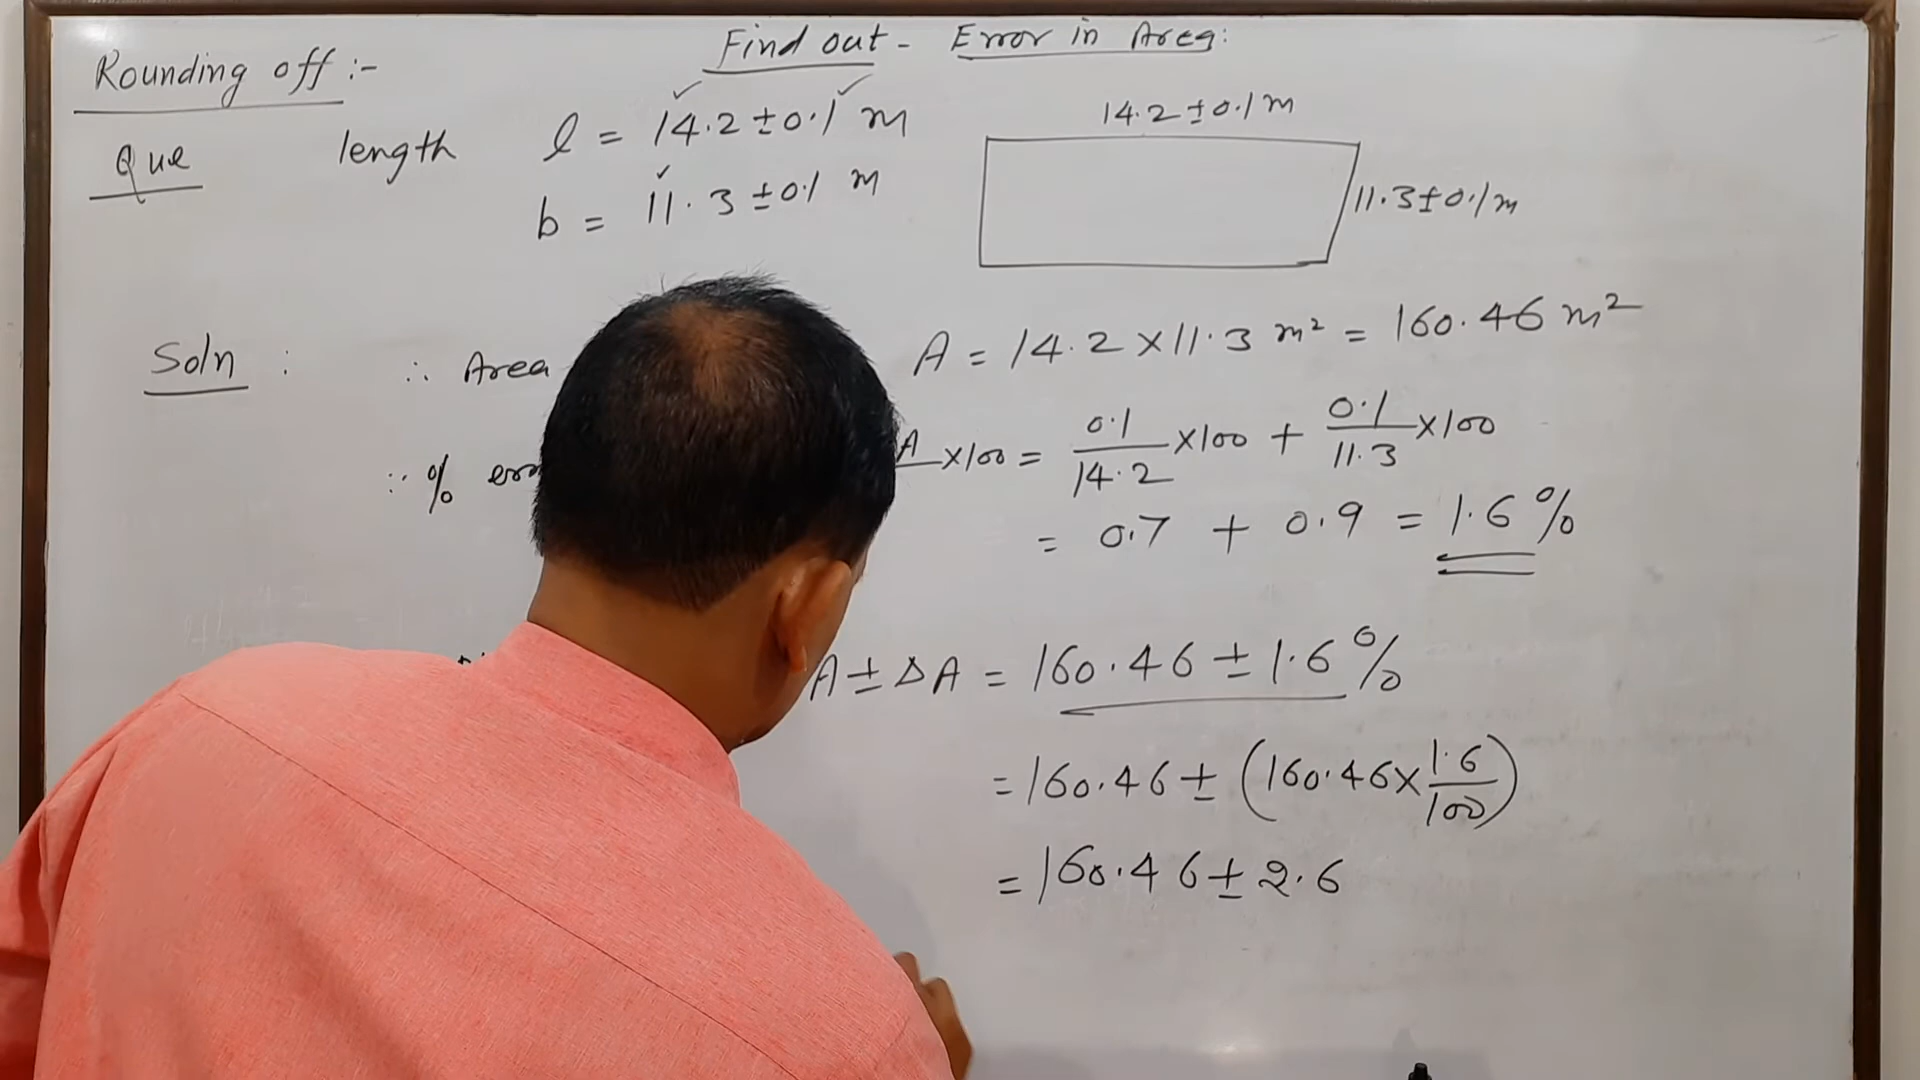 Find out - Error in Area:
Rounding off :-
Que length l = 14.2 ± 0.1 m
b = 11.3 ± 0.1 m
14.2 ± 0.1 m
11.3 ± 0.1 m
Soln : ∴ Area A = 14.2 × 11.3 m² = 160.46 m²
∴ % A × 100 = 0.1/14.2 × 100 + 0.1/11.3 × 100
= 0.7 + 0.9 = 1.6 %
A ± ΔA = 160.46 ± 1.6 %
= 160.46 ± (160.46 × 1.6/100)
= 160.46 ± 2.6